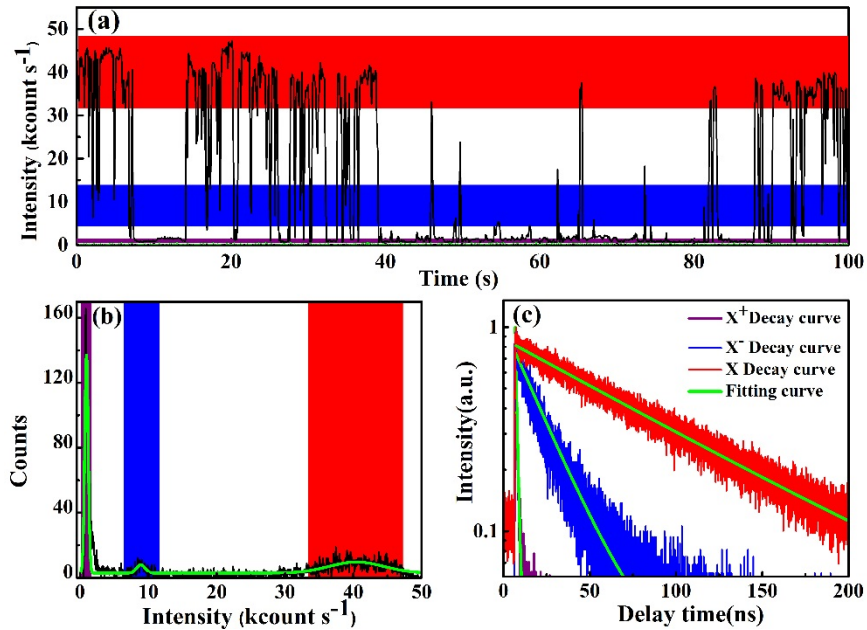 (a)
50
40
30
20
10
0
Intensity (kcount s⁻¹)
0 20 40 60 80 100
Time (s)
(b)
160
120
80
40
0
Counts
0 10 20 30 40 50
Intensity (kcount s⁻¹)
(c)
X⁺ Decay curve
X⁻ Decay curve
X Decay curve
Fitting curve
1
0.1
Intensity(a.u.)
0 50 100 150 200
Delay time(ns)